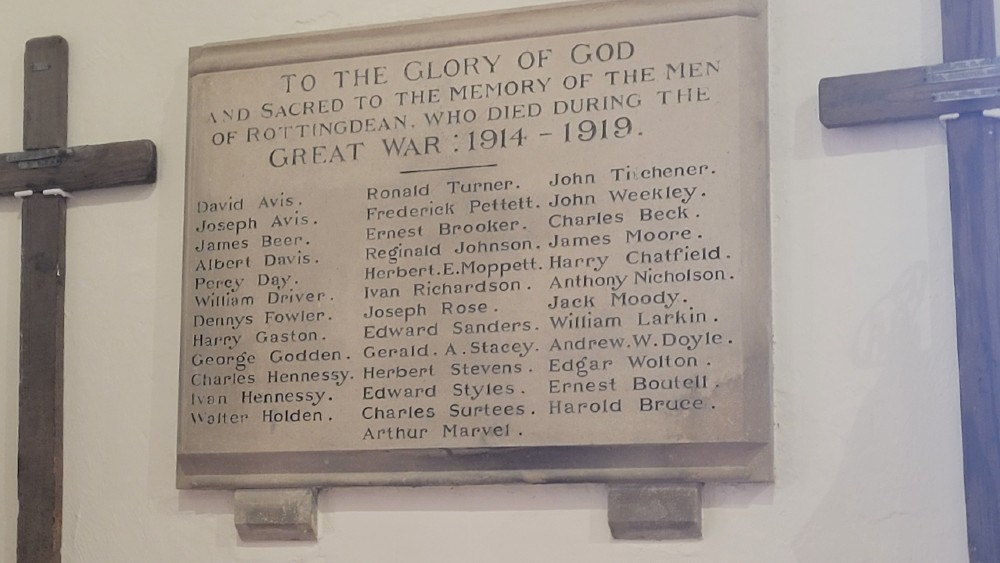 TO THE GLORY OF GOD
AND SACRED TO THE MEMORY OF THE MEN
OF ROTTINGDEAN, WHO DIED DURING THE
GREAT WAR : 1914 - 1919.
David Avis.
Joseph Avis.
James Beer.
Albert Davis.
Percy Day.
William Driver.
Dennys Fowler.
Harry Gaston.
George Godden.
Charles Hennessy.
Ivan Hennessy.
Walter Holden.
Ronald Turner.
Frederick Pettett.
Ernest Brooker.
Reginald Johnson.
Herbert.E.Moppett.
Ivan Richardson.
Joseph Rose.
Edward Sanders.
Gerald.A.Stacey.
Herbert Stevens.
Edward Styles.
Charles Surtees.
Arthur Marvel.
John Titchener.
John Weekley.
Charles Beck.
James Moore.
Harry Chatfield.
Anthony Nicholson.
Jack Moody.
William Larkin.
Andrew.W.Doyle.
Edgar Wolton.
Ernest Boutell.
Harold Bruce.